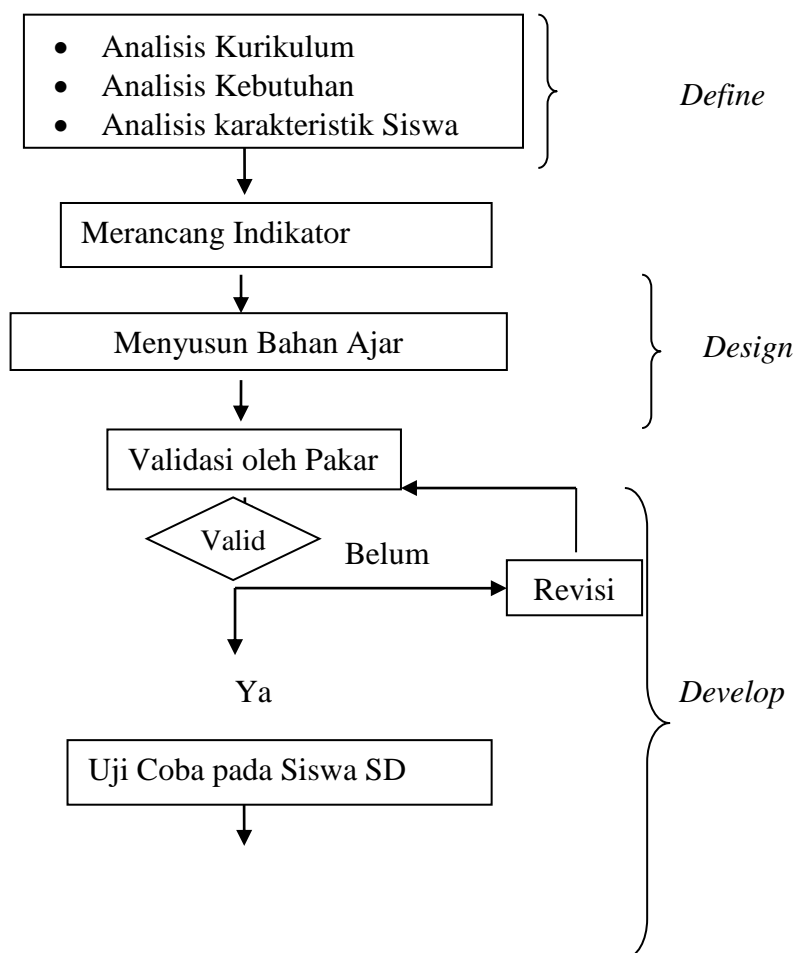 • Analisis Kurikulum
• Analisis Kebutuhan
• Analisis karakteristik Siswa
Define
Merancang Indikator
Menyusun Bahan Ajar
Design
Validasi oleh Pakar
Valid
Belum
Revisi
Ya
Develop
Uji Coba pada Siswa SD